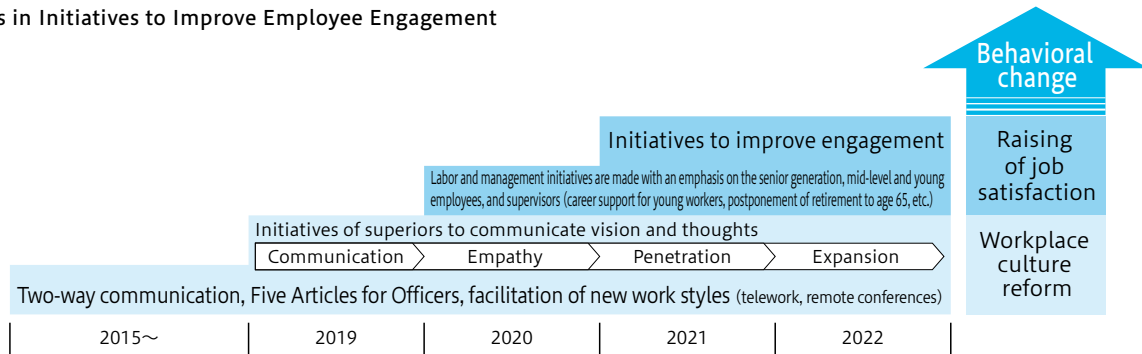 s in Initiatives to Improve Employee Engagement
Behavioral
change
Initiatives to improve engagement
Raising
of job
satisfaction
Labor and management initiatives are made with an emphasis on the senior generation, mid-level and young
employees, and supervisors (career support for young workers, postponement of retirement to age 65, etc.)
Initiatives of superiors to communicate vision and thoughts
Communication
Empathy
Penetration
Expansion
Workplace
culture
reform
Two-way communication, Five Articles for Officers, facilitation of new work styles (telework, remote conferences)
2015～
2019
2020
2021
2022